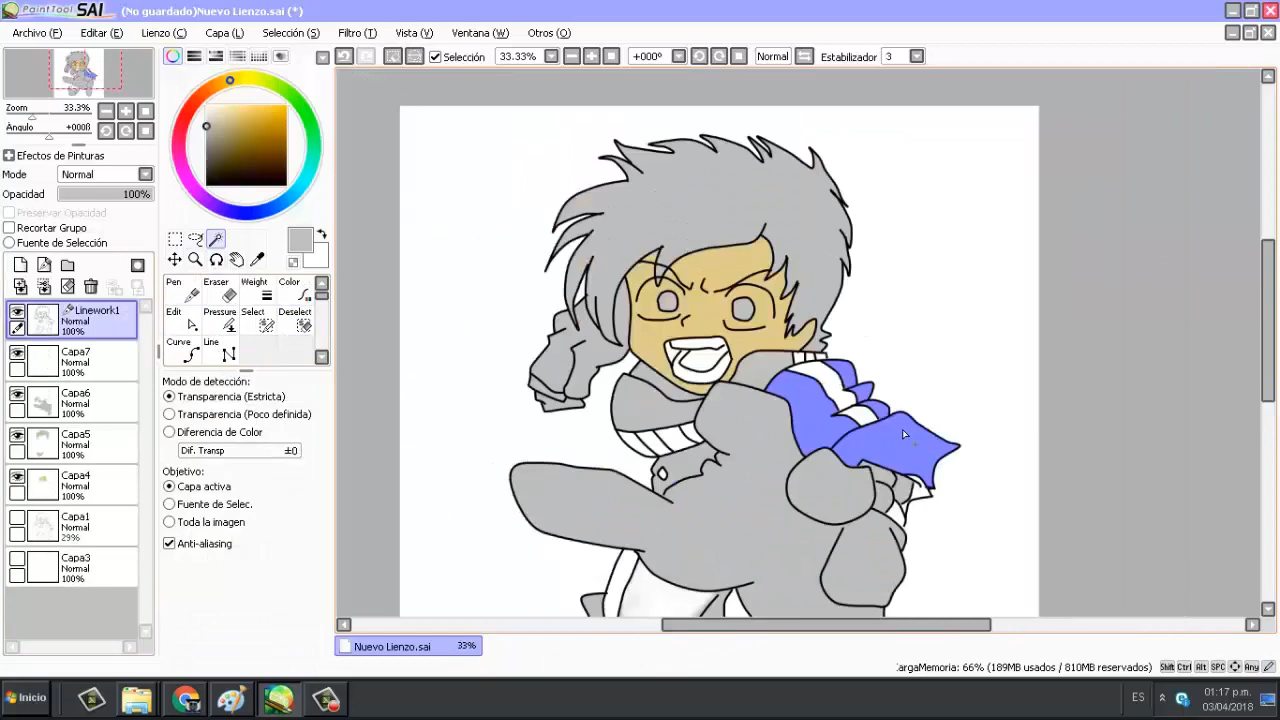 PaintTool SAI (No guardado)Nuevo Lienzo.sai (*)
Archivo (F) Editar (E) Lienzo (C) Capa (L) Selección (S) Filtro (T) Vista (V) Ventana (W) Otros (O)
Selección 33.33% +000º Normal Estabilizador 3
Zoom 33.3%
Ángulo +000ß
Efectos de Pinturas
Mode Normal
Opacidad 100%
Preservar Opacidad
Recortar Grupo
Fuente de Selección
Linework1
Normal
100%
Capa7
Normal
100%
Capa6
Normal
100%
Capa5
Normal
100%
Capa4
Normal
100%
Capa1
Normal
29%
Capa3
Normal
100%
Pen Eraser Weight Color
Edit Pressure Select Deselect
Curve Line
Modo de detección:
Transparencia (Estricta)
Transparencia (Poco definida)
Diferencia de Color
Dif. Transp ±0
Objetivo:
Capa activa
Fuente de Selec.
Toda la imagen
Anti-aliasing
Nuevo Lienzo.sai 33%
argaMemoria: 66% (189MB usados / 810MB reservados) Shift Ctrl Alt SPC Any
Inicio ES 01:17 p.m.
03/04/2018